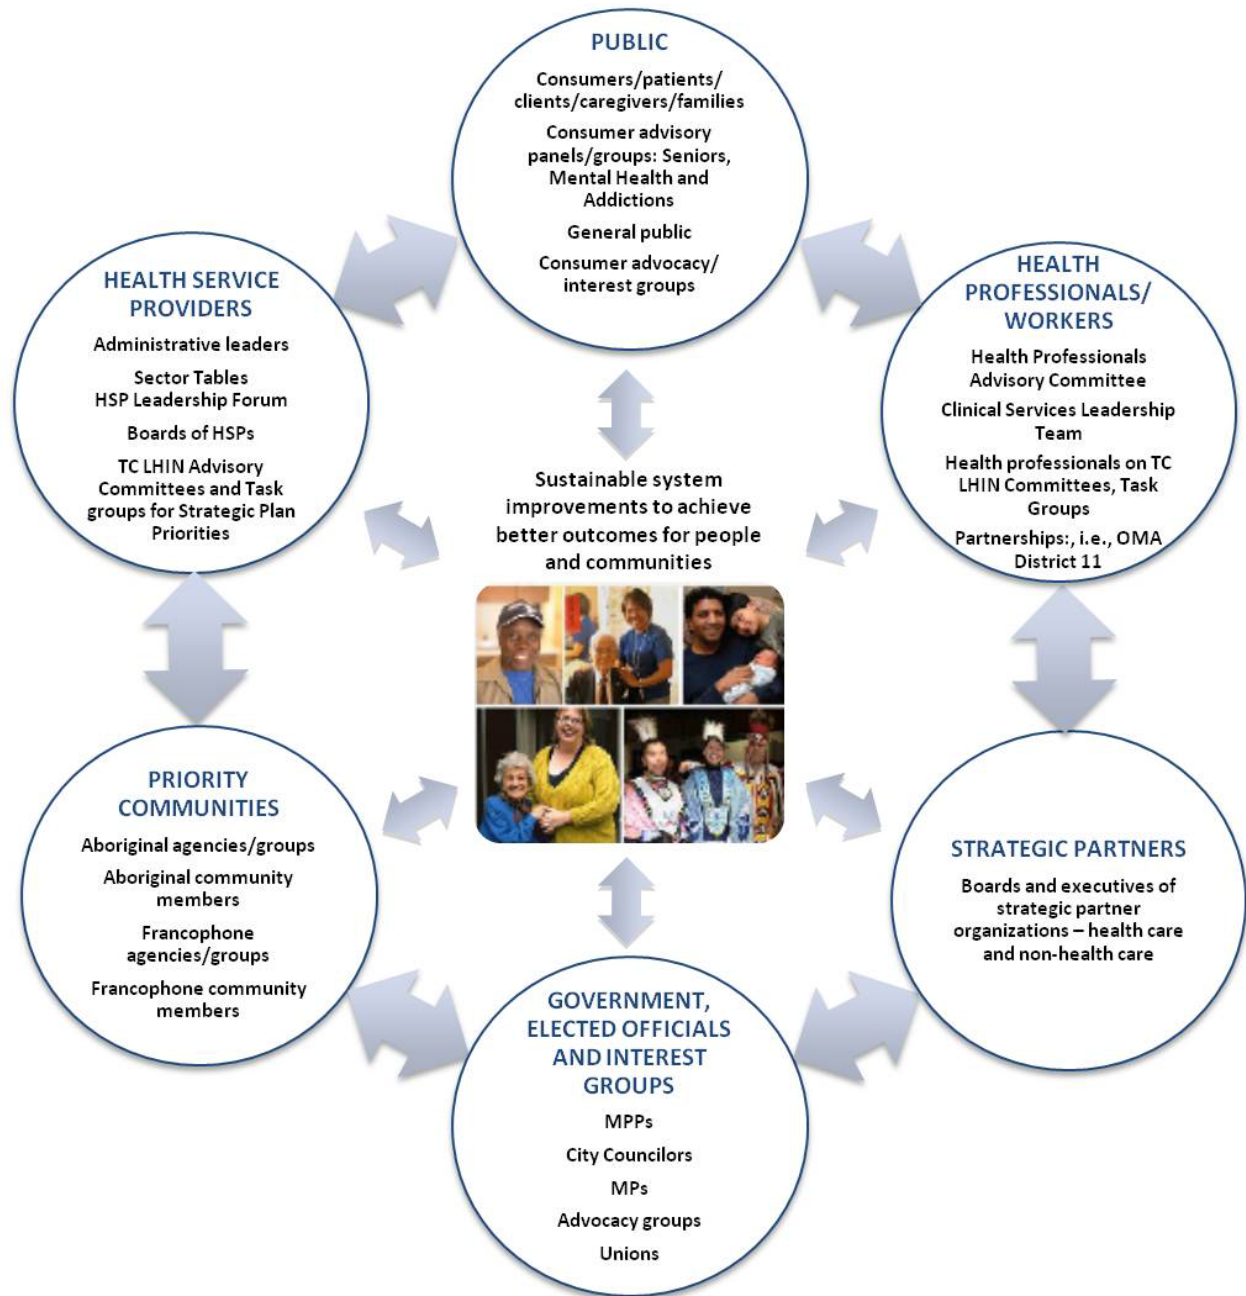 PUBLIC
Consumers/patients/
clients/caregivers/families
Consumer advisory
panels/groups: Seniors,
Mental Health and
Addictions
General public
Consumer advocacy/
interest groups
HEALTH SERVICE
PROVIDERS
Administrative leaders
Sector Tables
HSP Leadership Forum
Boards of HSPs
TC LHIN Advisory
Committees and Task
groups for Strategic Plan
Priorities
HEALTH
PROFESSIONALS/
WORKERS
Health Professionals
Advisory Committee
Clinical Services Leadership
Team
Health professionals on TC
LHIN Committees, Task
Groups
Partnerships:, i.e., OMA
District 11
Sustainable system
improvements to achieve
better outcomes for people
and communities
PRIORITY
COMMUNITIES
Aboriginal agencies/groups
Aboriginal community
members
Francophone
agencies/groups
Francophone community
members
STRATEGIC PARTNERS
Boards and executives of
strategic partner
organizations – health care
and non-health care
GOVERNMENT,
ELECTED OFFICIALS
AND INTEREST
GROUPS
MPPs
City Councilors
MPs
Advocacy groups
Unions